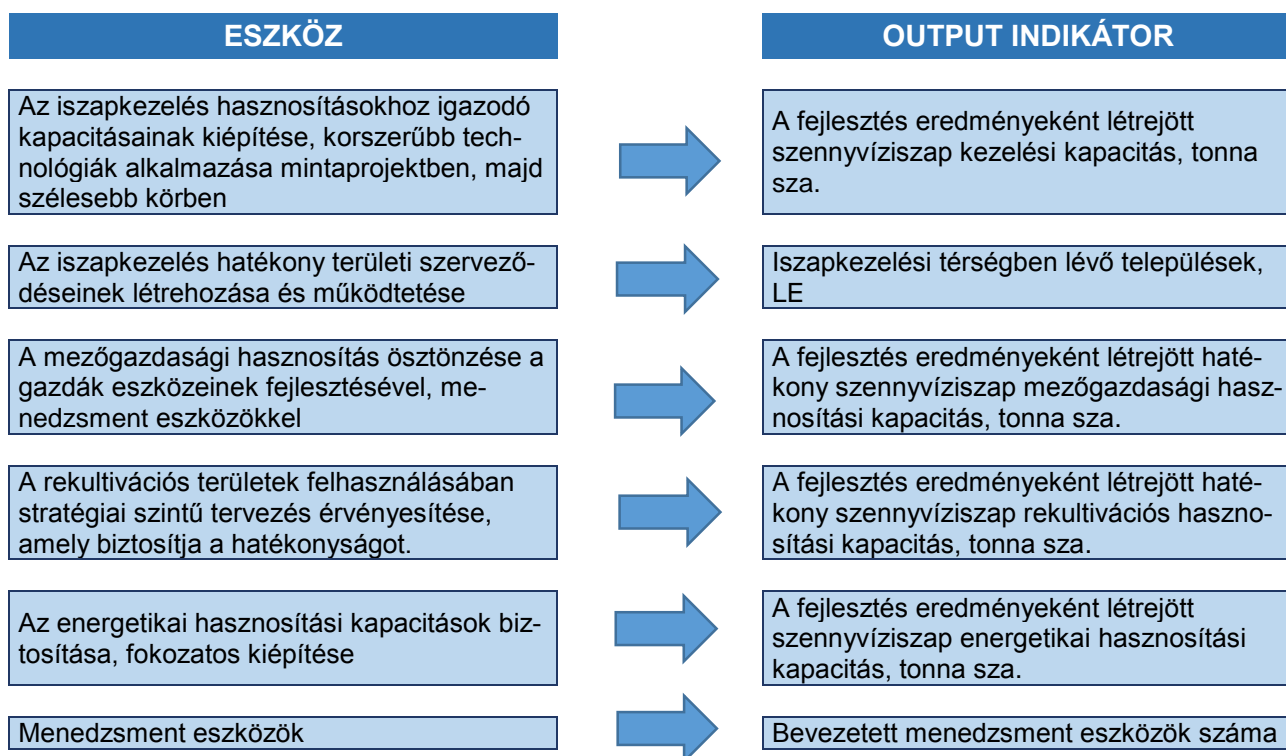 ESZKÖZ
OUTPUT INDIKÁTOR
Az iszapkezelés hasznosításokhoz igazodó
kapacitásainak kiépítése, korszerűbb tech-
nológiák alkalmazása mintaprojektben, majd
szélesebb körben
A fejlesztés eredményeként létrejött
szennyvíziszap kezelési kapacitás, tonna
sza.
Az iszapkezelés hatékony területi szervező-
déseinek létrehozása és működtetése
Iszapkezelési térségben lévő települések,
LE
A mezőgazdasági hasznosítás ösztönzése a
gazdák eszközeinek fejlesztésével, me-
nedzsment eszközökkel
A fejlesztés eredményeként létrejött haté-
kony szennyvíziszap mezőgazdasági hasz-
nosítási kapacitás, tonna sza.
A rekultivációs területek felhasználásában
stratégiai szintű tervezés érvényesítése,
amely biztosítja a hatékonyságot.
A fejlesztés eredményeként létrejött haté-
kony szennyvíziszap rekultivációs haszno-
sítási kapacitás, tonna sza.
Az energetikai hasznosítási kapacitások biz-
tosítása, fokozatos kiépítése
A fejlesztés eredményeként létrejött
szennyvíziszap energetikai hasznosítási
kapacitás, tonna sza.
Menedzsment eszközök
Bevezetett menedzsment eszközök száma